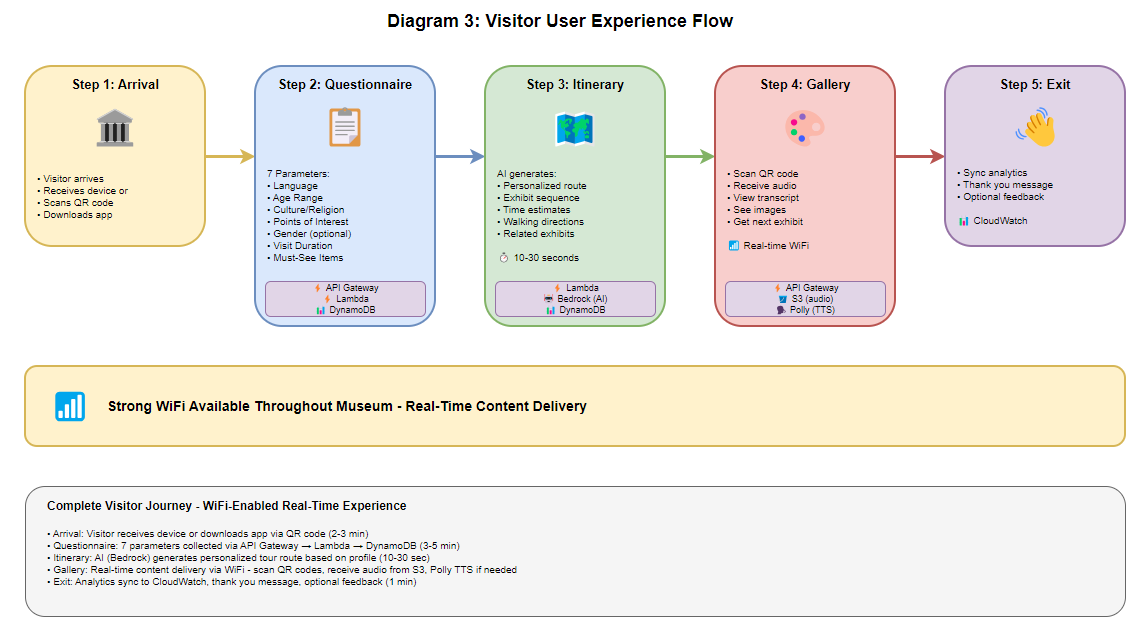 Diagram 3: Visitor User Experience Flow
Step 1: Arrival
• Visitor arrives
• Receives device or
• Scans QR code
• Downloads app
Step 2: Questionnaire
7 Parameters:
• Language
• Age Range
• Culture/Religion
• Points of Interest
• Gender (optional)
• Visit Duration
• Must-See Items
API Gateway
Lambda
DynamoDB
Step 3: Itinerary
AI generates:
• Personalized route
• Exhibit sequence
• Time estimates
• Walking directions
• Related exhibits
10-30 seconds
Lambda
Bedrock (AI)
DynamoDB
Step 4: Gallery
• Scan QR code
• Receive audio
• View transcript
• See images
• Get next exhibit
Real-time WiFi
API Gateway
S3 (audio)
Polly (TTS)
Step 5: Exit
• Sync analytics
• Thank you message
• Optional feedback
CloudWatch
Strong WiFi Available Throughout Museum - Real-Time Content Delivery
Complete Visitor Journey - WiFi-Enabled Real-Time Experience
• Arrival: Visitor receives device or downloads app via QR code (2-3 min)
• Questionnaire: 7 parameters collected via API Gateway → Lambda → DynamoDB (3-5 min)
• Itinerary: AI (Bedrock) generates personalized tour route based on profile (10-30 sec)
• Gallery: Real-time content delivery via WiFi - scan QR codes, receive audio from S3, Polly TTS if needed
• Exit: Analytics sync to CloudWatch, thank you message, optional feedback (1 min)